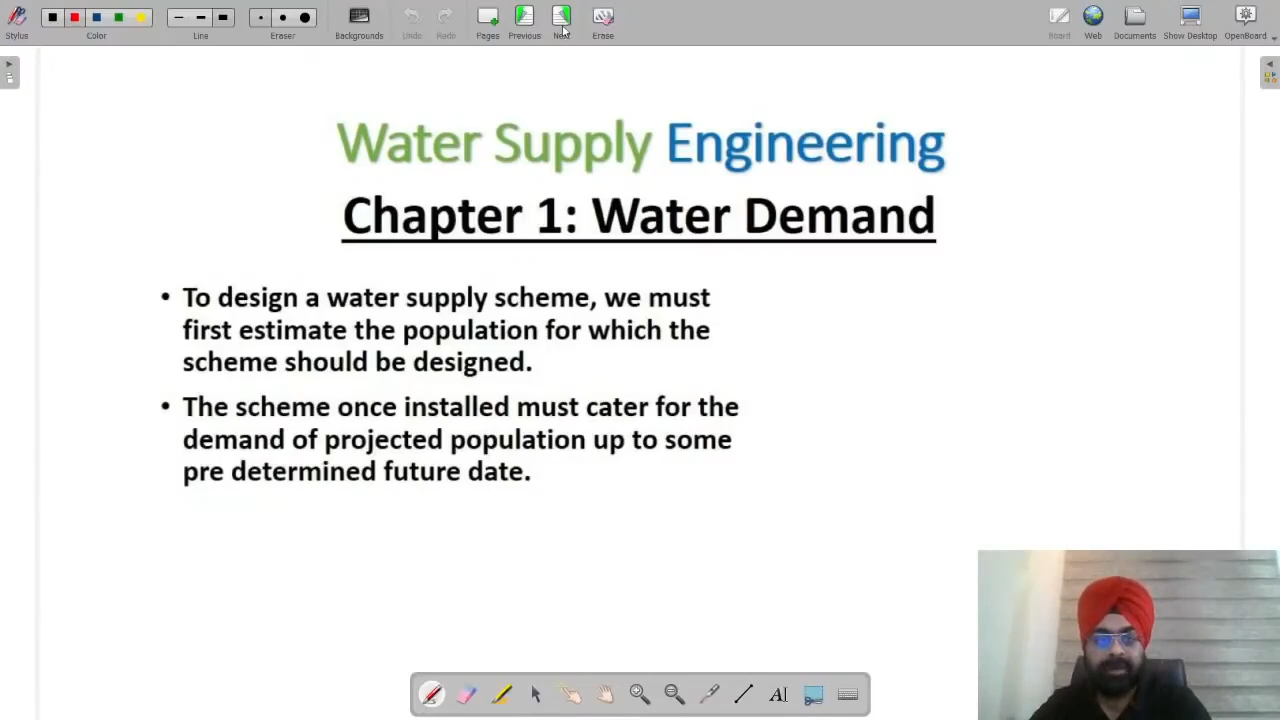 Stylus
Color
Line
Eraser
Backgrounds
Undo
Redo
Pages
Previous
Next
Erase
Board
Web
Documents
Show Desktop
OpenBoard
Water Supply Engineering
Chapter 1: Water Demand
• To design a water supply scheme, we must
first estimate the population for which the
scheme should be designed.
• The scheme once installed must cater for the
demand of projected population up to some
pre determined future date.
AI